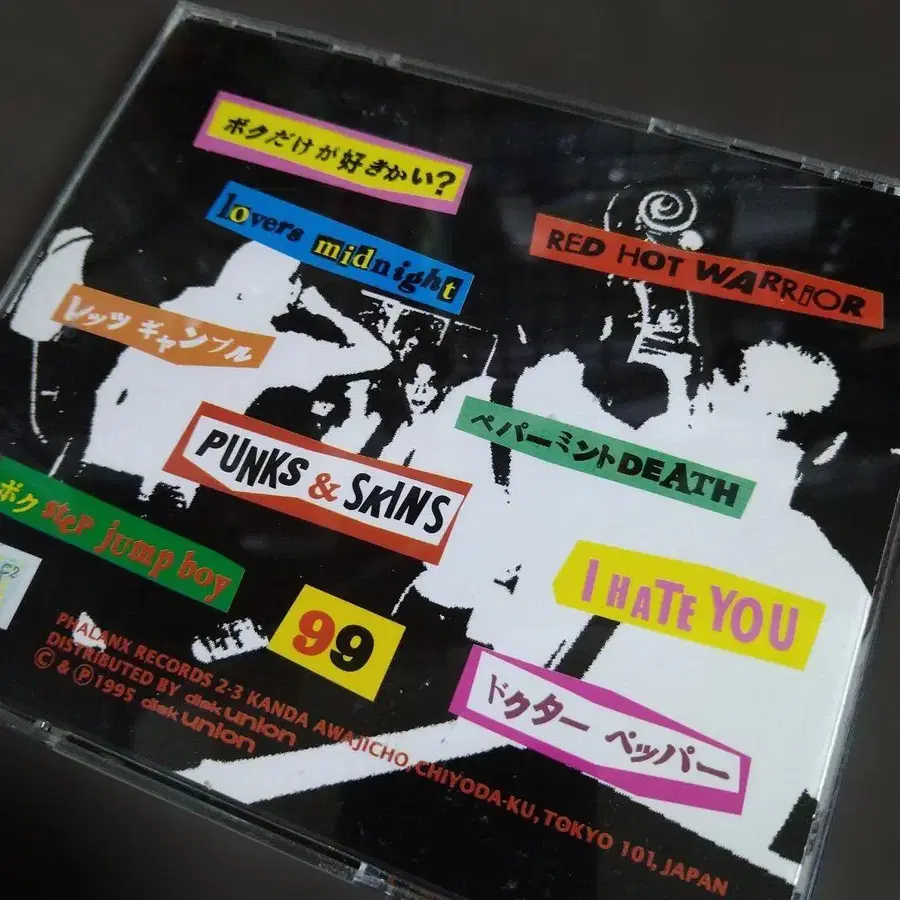 ボクだけが好きかい?
lovers midnight
RED HOT WARRIOR
レッツ ギャンブル
ペパーミントDEATH
PUNKS & SKINS
ボク step jump boy
I HATE YOU
99
ドクター ペッパー
PHALANX RECORDS 2-3 KANDA AWAJICHO, CHIYODA-KU, TOKYO 101, JAPAN
DISTRIBUTED BY disk union
© & ℗ 1995 disk union